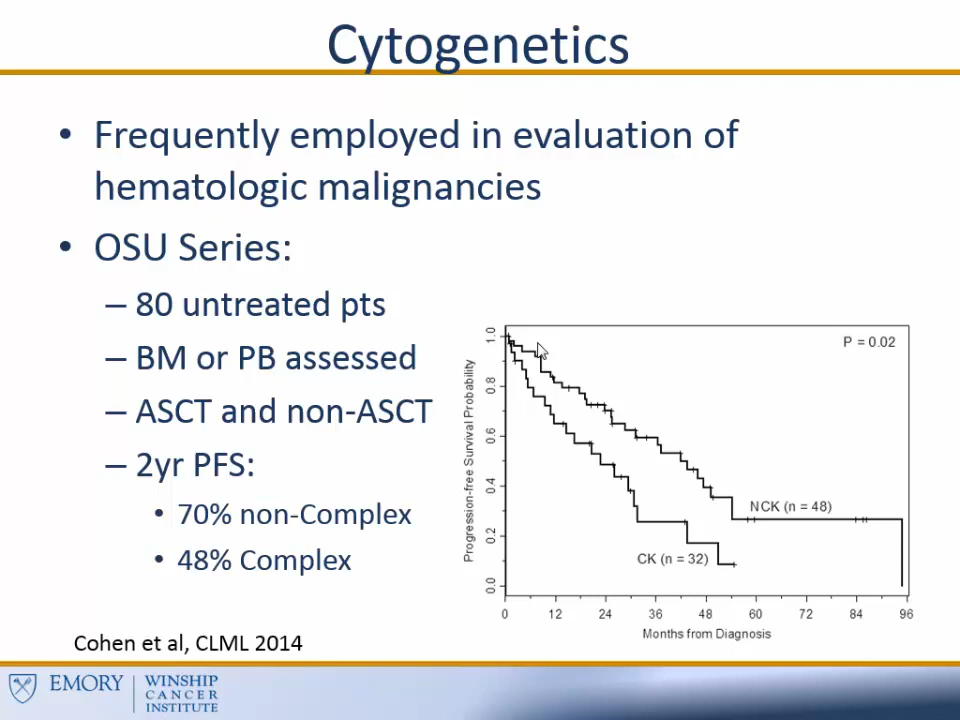 Cytogenetics
• Frequently employed in evaluation of
hematologic malignancies
• OSU Series:
– 80 untreated pts
– BM or PB assessed
– ASCT and non-ASCT
– 2yr PFS:
• 70% non-Complex
• 48% Complex
Progression-free Survival Probability
1.0
0.8
0.6
0.4
0.2
0.0
P = 0.02
NCK (n = 48)
CK (n = 32)
0 12 24 36 48 60 72 84 96
Months from Diagnosis
Cohen et al, CLML 2014
EMORY
WINSHIP
CANCER
INSTITUTE